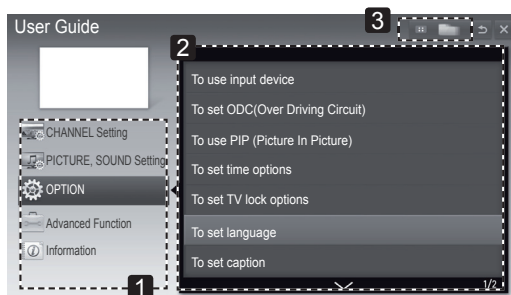 User Guide
3
2
To use input device
To set ODC(Over Driving Circuit)
To use PIP (Picture In Picture)
To set time options
To set TV lock options
To set language
To set caption
1/2
CHANNEL Setting
PICTURE, SOUND Setting
OPTION
Advanced Function
Information
1